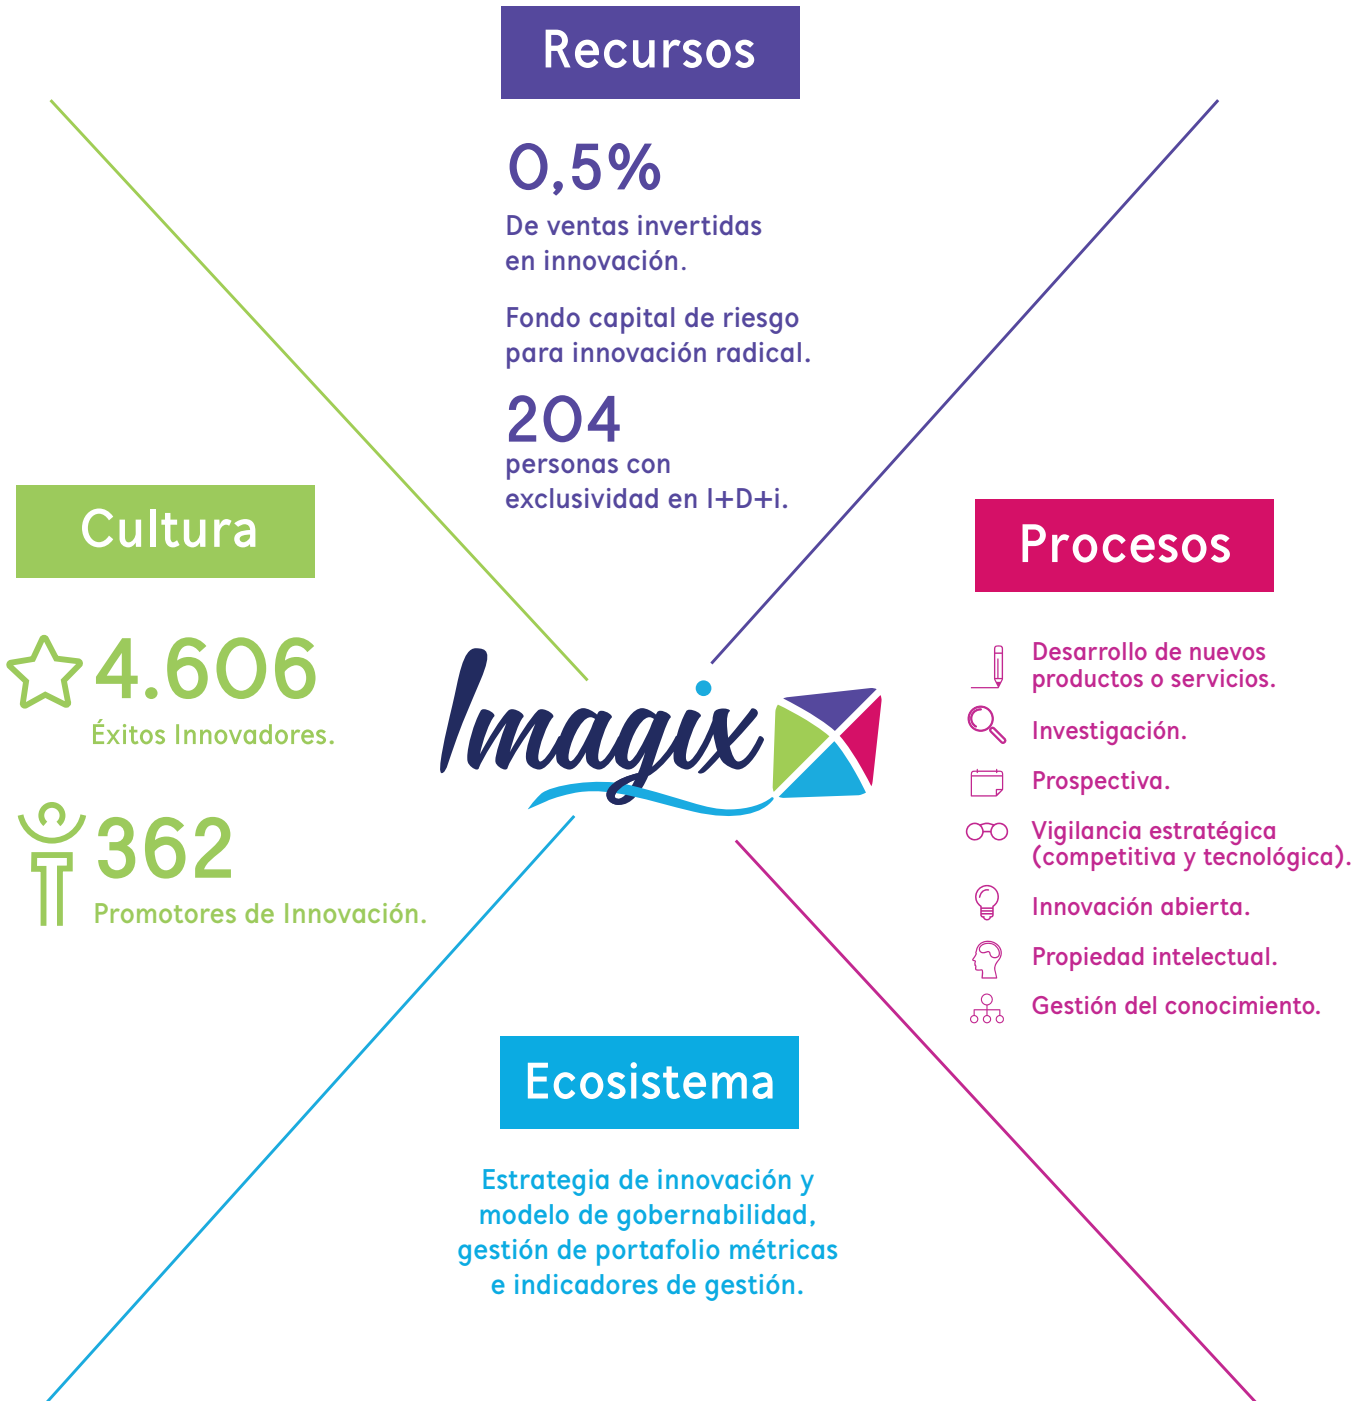 Recursos
0,5%
De ventas invertidas
en innovación.
Fondo capital de riesgo
para innovación radical.
204
personas con
exclusividad en I+D+i.
Cultura
4.606
Éxitos Innovadores.
362
Promotores de Innovación.
Imagix
Procesos
Desarrollo de nuevos
productos o servicios.
Investigación.
Prospectiva.
Vigilancia estratégica
(competitiva y tecnológica).
Innovación abierta.
Propiedad intelectual.
Gestión del conocimiento.
Ecosistema
Estrategia de innovación y
modelo de gobernabilidad,
gestión de portafolio métricas
e indicadores de gestión.